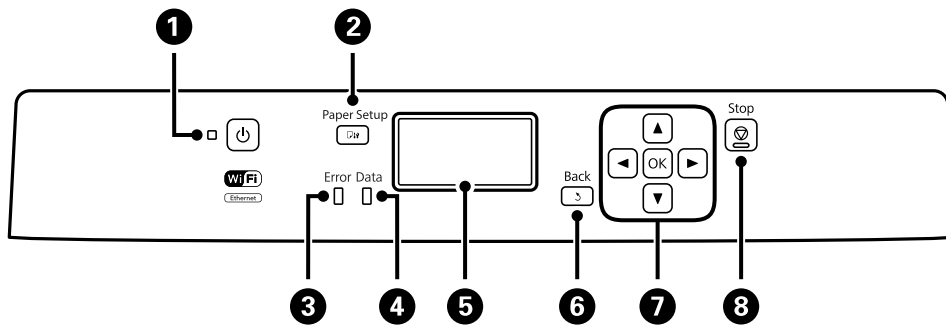 1 2
Paper Setup
Stop
OK
Error Data
Back
WiFi
Ethernet
3 4 5 6 7 8